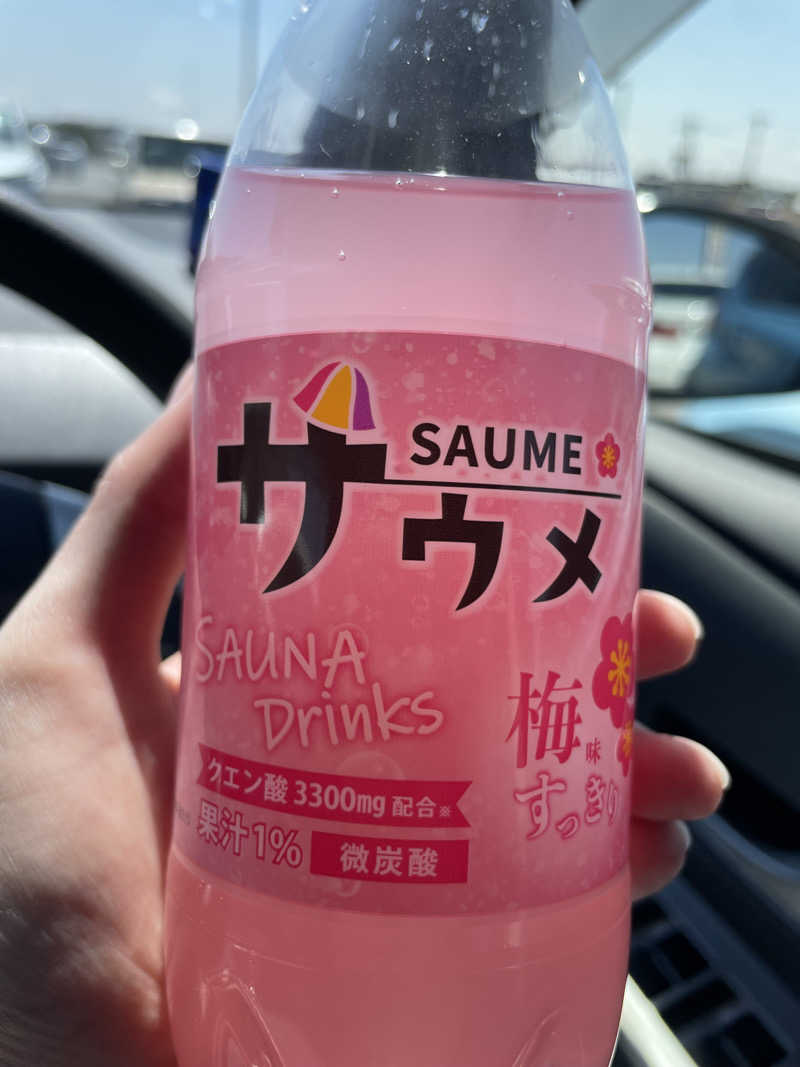 SAUME
サウメ
SAUNA
Drinks
梅味
すっきり
クエン酸 3300mg 配合※
果汁1%
微炭酸